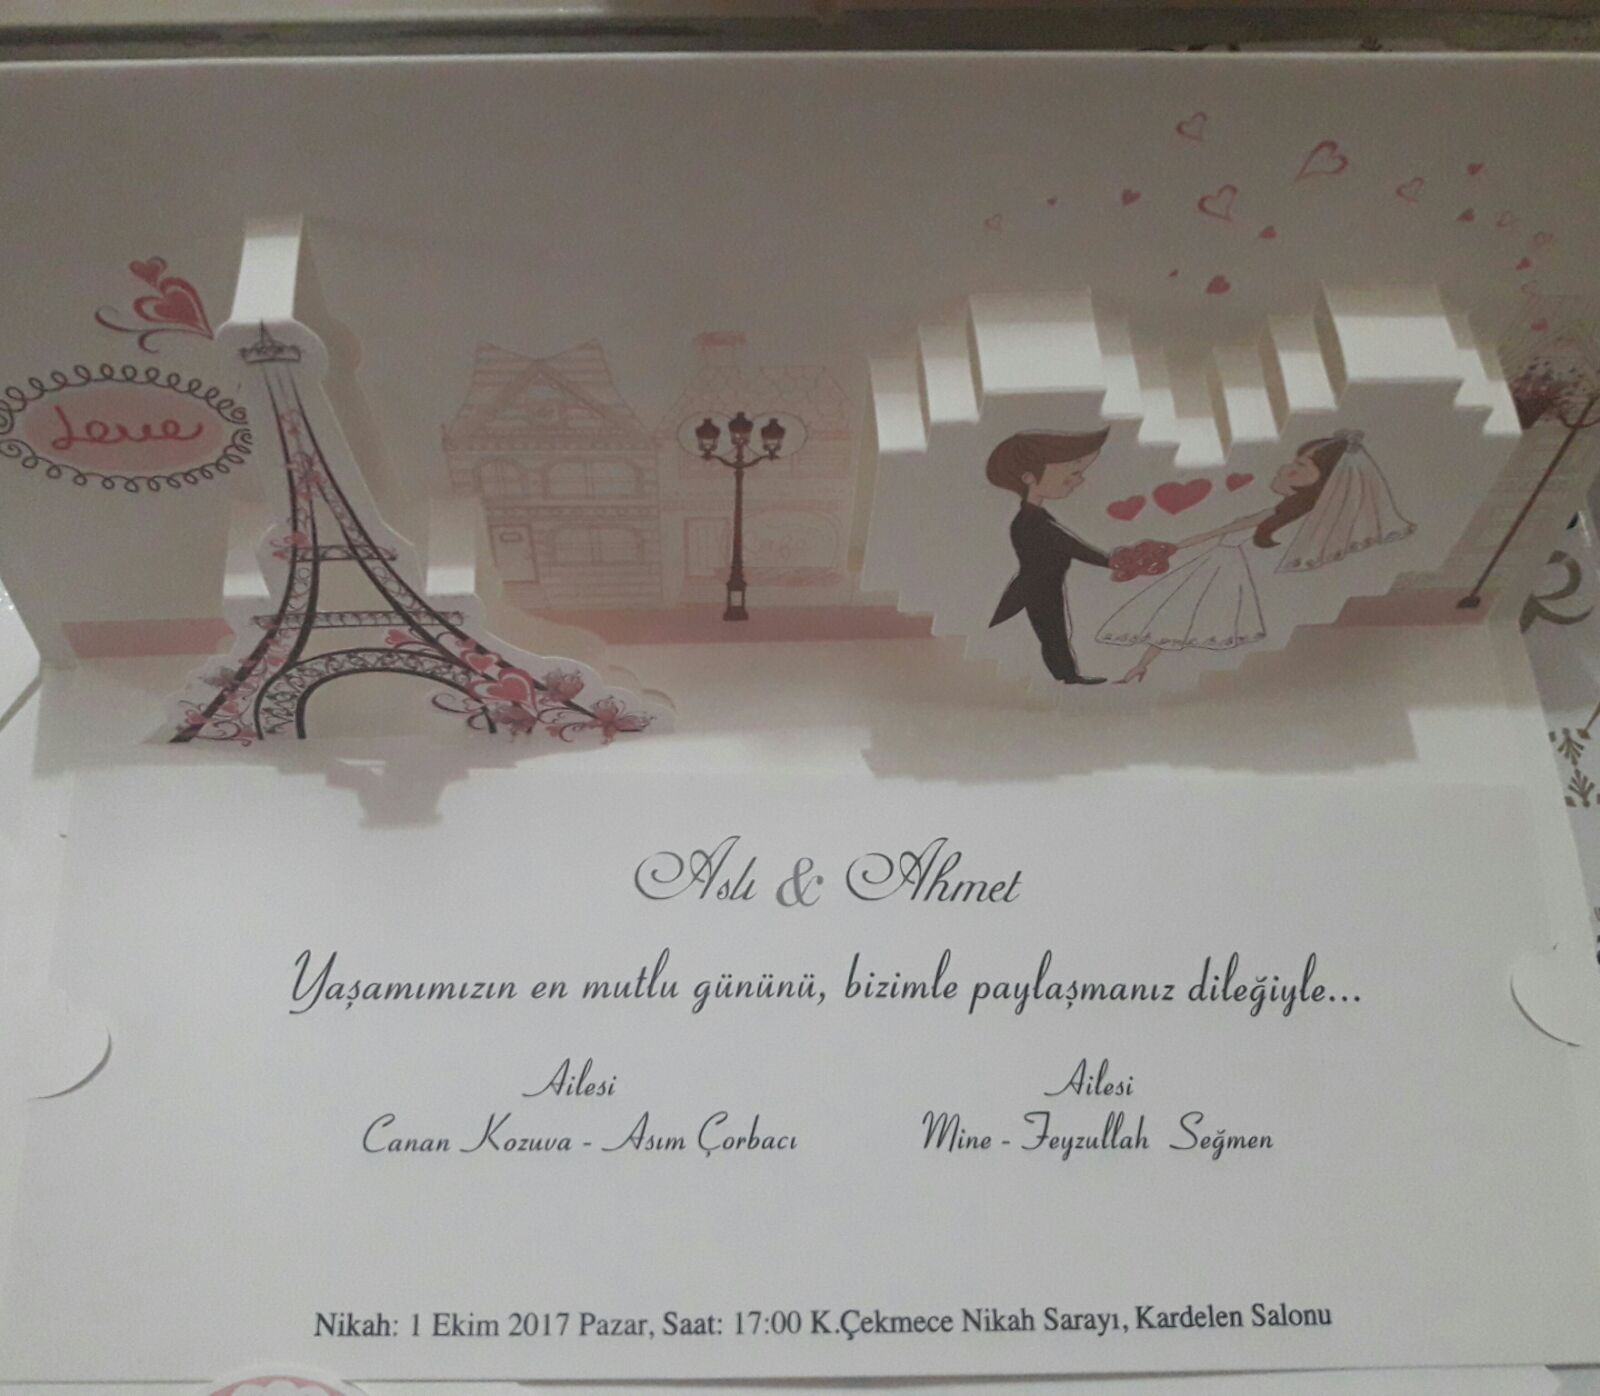 Love
Aslı & Ahmet
Yaşamımızın en mutlu gününü, bizimle paylaşmanız dileğiyle...
Ailesi
Canan Kozuva - Asım Çorbacı
Ailesi
Mine - Feyzullah Seğmen
Nikah: 1 Ekim 2017 Pazar, Saat: 17:00 K.Çekmece Nikah Sarayı, Kardelen Salonu